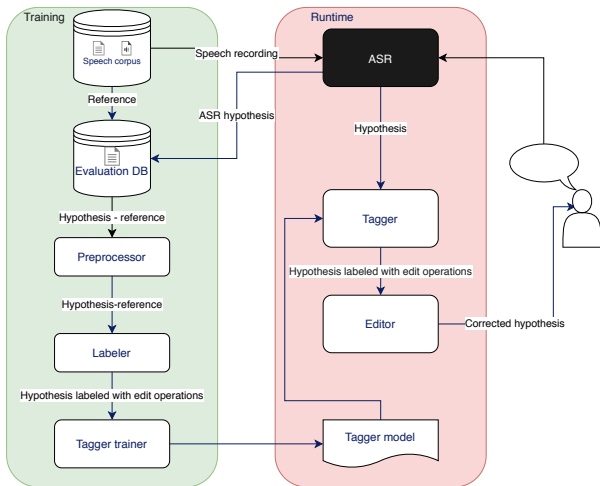 Training
Runtime
Speech corpus
Speech recording
ASR
Reference
ASR hypothesis
Hypothesis
Evaluation DB
Hypothesis - reference
Tagger
Preprocessor
Hypothesis labeled with edit operations
Hypothesis-reference
Editor
Corrected hypothesis
Labeler
Hypothesis labeled with edit operations
Tagger trainer
Tagger model